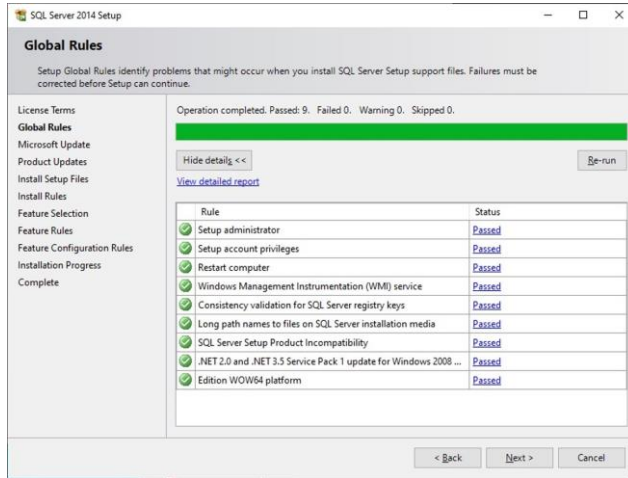 SQL Server 2014 Setup
Global Rules
Setup Global Rules identify problems that might occur when you install SQL Server Setup support files. Failures must be
corrected before Setup can continue.
License Terms
Global Rules
Microsoft Update
Product Updates
Install Setup Files
Install Rules
Feature Selection
Feature Rules
Feature Configuration Rules
Installation Progress
Complete
Operation completed. Passed: 9. Failed 0. Warning 0. Skipped 0.
Hide details <<
Re-run
View detailed report
Rule Status
Setup administrator Passed
Setup account privileges Passed
Restart computer Passed
Windows Management Instrumentation (WMI) service Passed
Consistency validation for SQL Server registry keys Passed
Long path names to files on SQL Server installation media Passed
SQL Server Setup Product Incompatibility Passed
.NET 2.0 and .NET 3.5 Service Pack 1 update for Windows 2008 ... Passed
Edition WOW64 platform Passed
< Back Next > Cancel